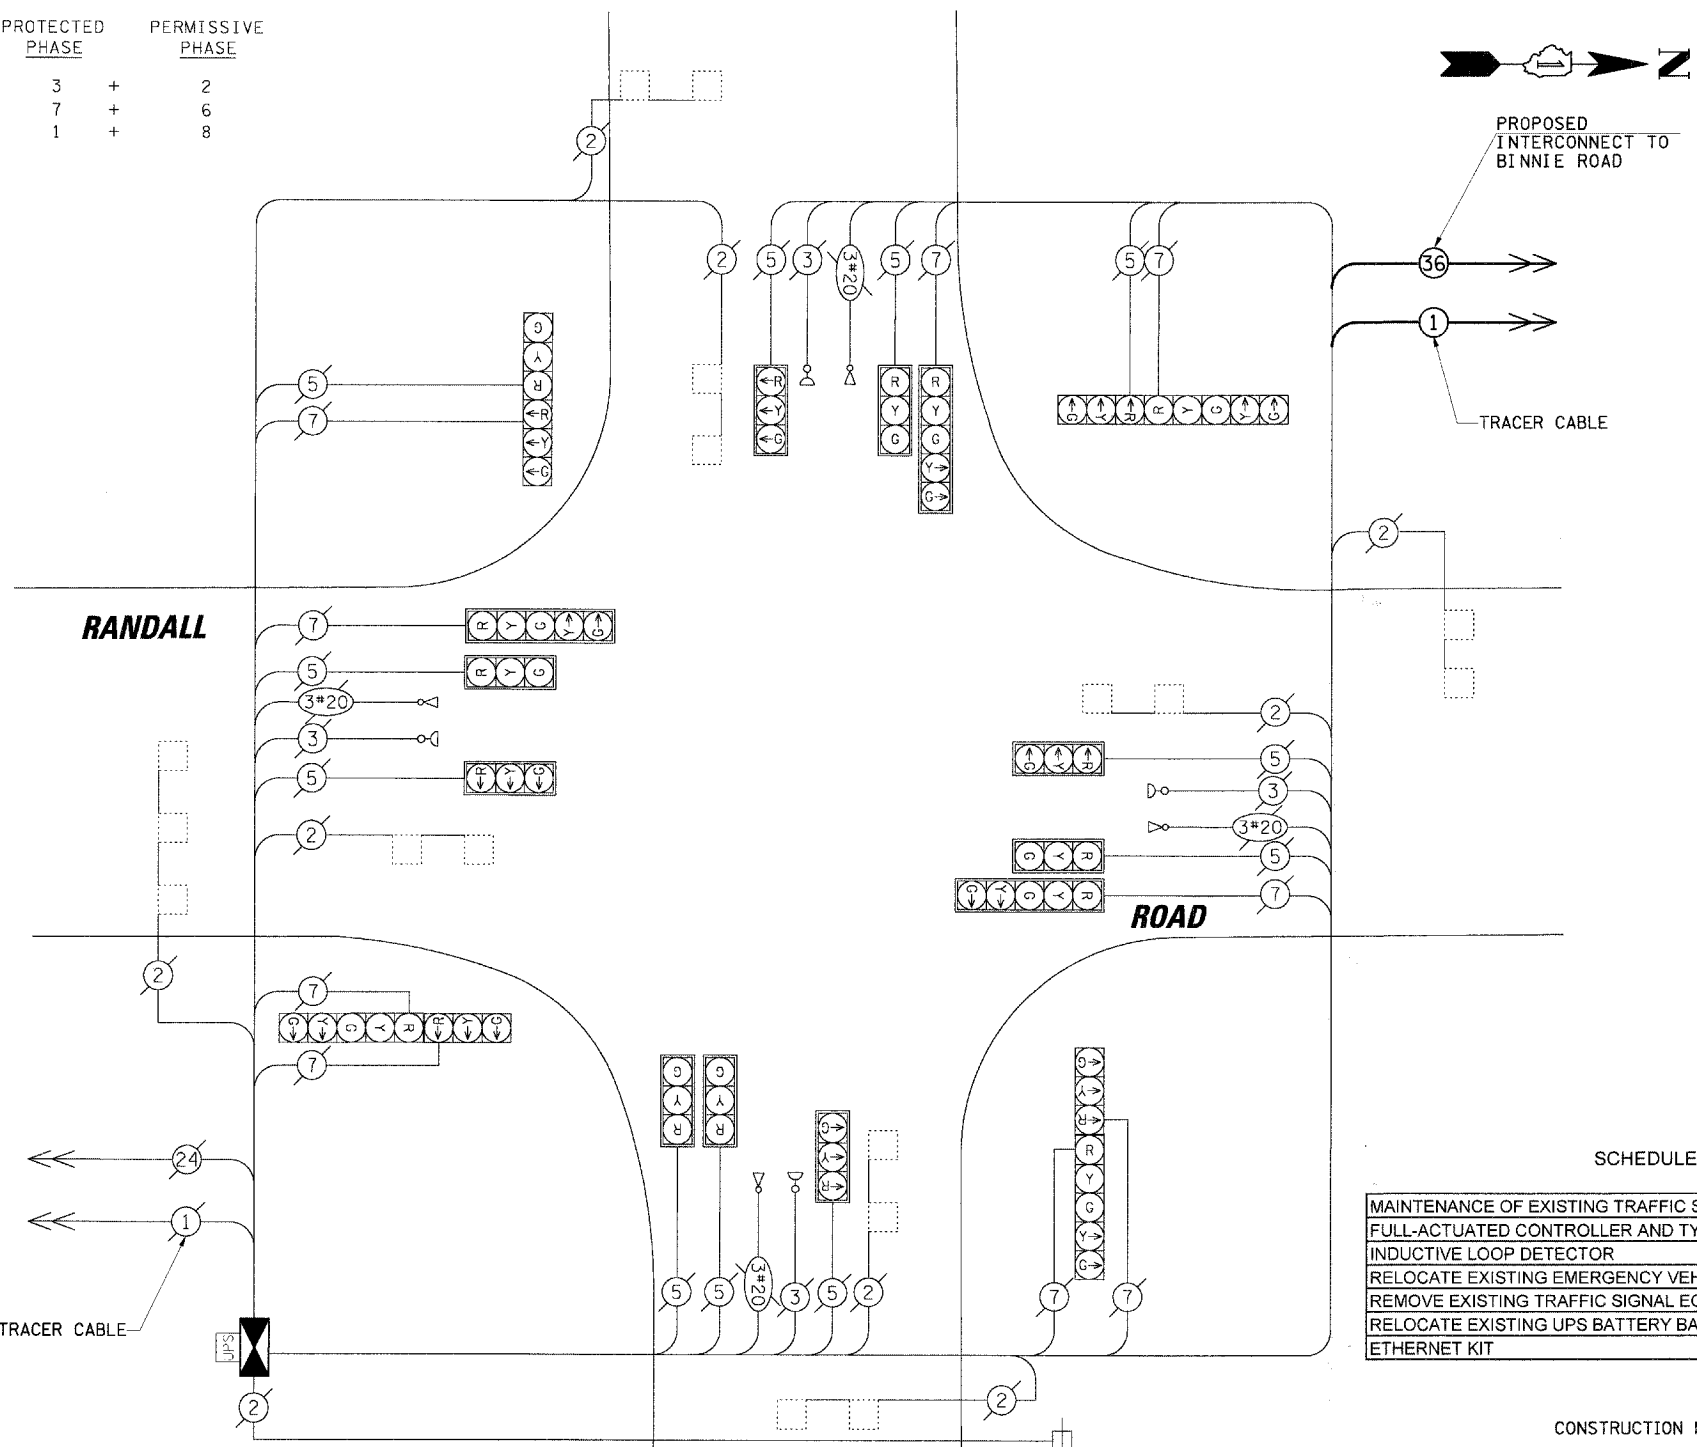 PROTECTED PERMISSIVE
PHASE PHASE
3 + 2
7 + 6
1 + 8
N
1
PROPOSED
INTERCONNECT TO
BINNIE ROAD
2
2 5 3 3#20 5 7
5 7
36
1
TRACER CABLE
G
Y
R
←R
←Y
←G
5
7
←R
←Y
←G
R
Y
G
R
Y
G
Y→
G→
←G ←Y ←R R Y G Y→ G→
2
RANDALL
7 R Y G Y→ G→
5 R Y G
3#20
3
5 ←R ←Y ←G
2
2
2
G→ Y→ R→ 5
3
3#20
G Y R 5
G→ Y→ G Y R 7
ROAD
7
G→ Y→ G Y R ←R ←Y ←G
7
24
1
TRACER CABLE
UPS
2
G
Y
R
G
Y
R
G→
Y→
R→
5 5 3#20 3 5 2
G→
Y→
R→
R
Y
G
Y→
G→
7 7
2
SCHEDULE
MAINTENANCE OF EXISTING TRAFFIC S
FULL-ACTUATED CONTROLLER AND TY
INDUCTIVE LOOP DETECTOR
RELOCATE EXISTING EMERGENCY VEH
REMOVE EXISTING TRAFFIC SIGNAL EQ
RELOCATE EXISTING UPS BATTERY BA
ETHERNET KIT
CONSTRUCTION